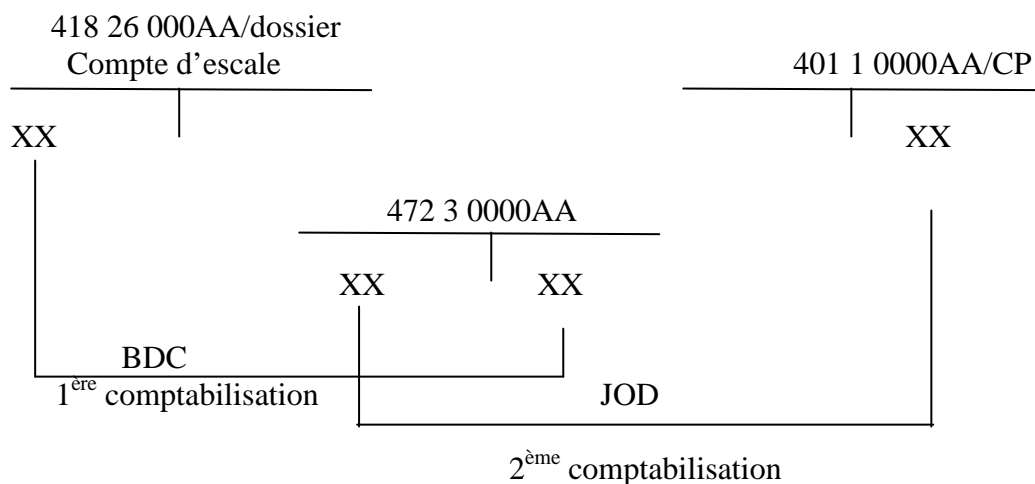 418 26 000AA/dossier
Compte d’escale
401 1 0000AA/CP
XX
XX
472 3 0000AA
XX
XX
BDC
1ère comptabilisation
JOD
2ème comptabilisation